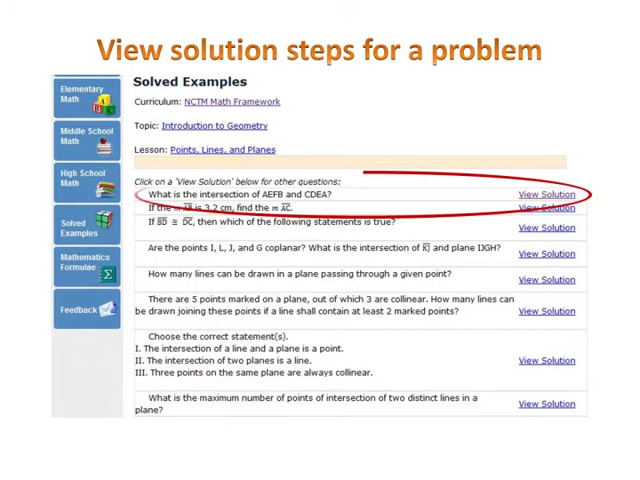 View solution steps for a problem
Elementary
Math
Middle School
Math
High School
Math
Solved
Examples
Mathematics
Formulae
Feedback
Solved Examples
Curriculum: NCTM Math Framework
Topic: Introduction to Geometry
Lesson: Points, Lines, and Planes
Click on a 'View Solution' below for other questions:
What is the intersection of AEFB and CDEA? View Solution
If the m AB is 3.2 cm, find the m AC. View Solution
If BD ≅ DC, then which of the following statements is true? View Solution
Are the points I, L, J, and G coplanar? What is the intersection of KJ and plane IJGH? View Solution
How many lines can be drawn in a plane passing through a given point? View Solution
There are 5 points marked on a plane, out of which 3 are collinear. How many lines can
be drawn joining these points if a line shall contain at least 2 marked points? View Solution
Choose the correct statement(s).
I. The intersection of a line and a plane is a point.
II. The intersection of two planes is a line. View Solution
III. Three points on the same plane are always collinear.
What is the maximum number of points of intersection of two distinct lines in a
plane? View Solution